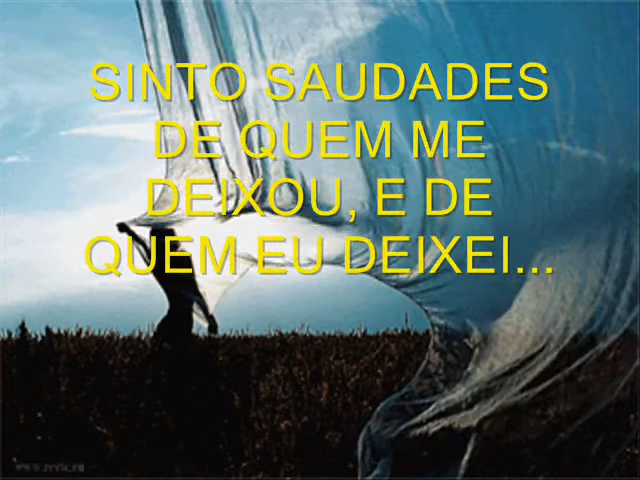 SINTO SAUDADES
DE QUEM ME
DEIXOU, E DE
QUEM EU DEIXEI...